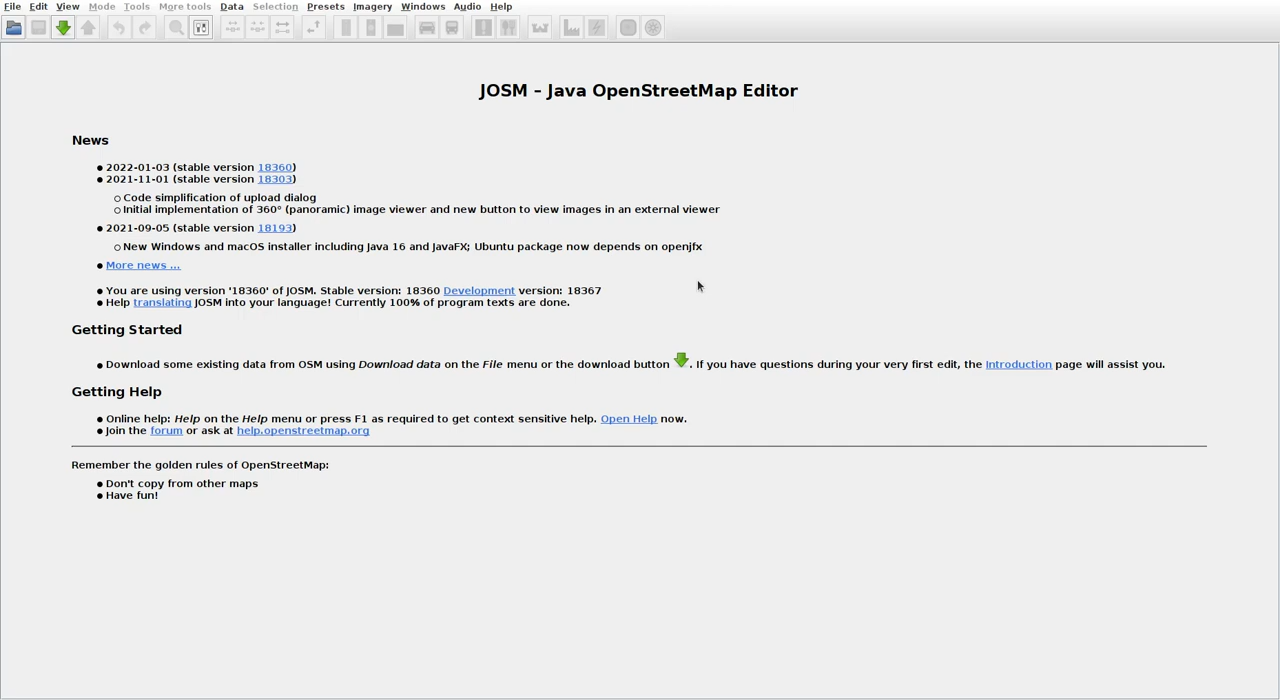 File Edit View Mode Tools More tools Data Selection Presets Imagery Windows Audio Help
JOSM – Java OpenStreetMap Editor
News
● 2022-01-03 (stable version 18360)
● 2021-11-01 (stable version 18303)
○ Code simplification of upload dialog
○ Initial implementation of 360° (panoramic) image viewer and new button to view images in an external viewer
● 2021-09-05 (stable version 18193)
○ New Windows and macOS installer including Java 16 and JavaFX; Ubuntu package now depends on openjfx
● More news ...
● You are using version '18360' of JOSM. Stable version: 18360 Development version: 18367
● Help translating JOSM into your language! Currently 100% of program texts are done.
Getting Started
● Download some existing data from OSM using Download data on the File menu or the download button . If you have questions during your very first edit, the Introduction page will assist you.
Getting Help
● Online help: Help on the Help menu or press F1 as required to get context sensitive help. Open Help now.
● Join the forum or ask at help.openstreetmap.org
Remember the golden rules of OpenStreetMap:
● Don't copy from other maps
● Have fun!